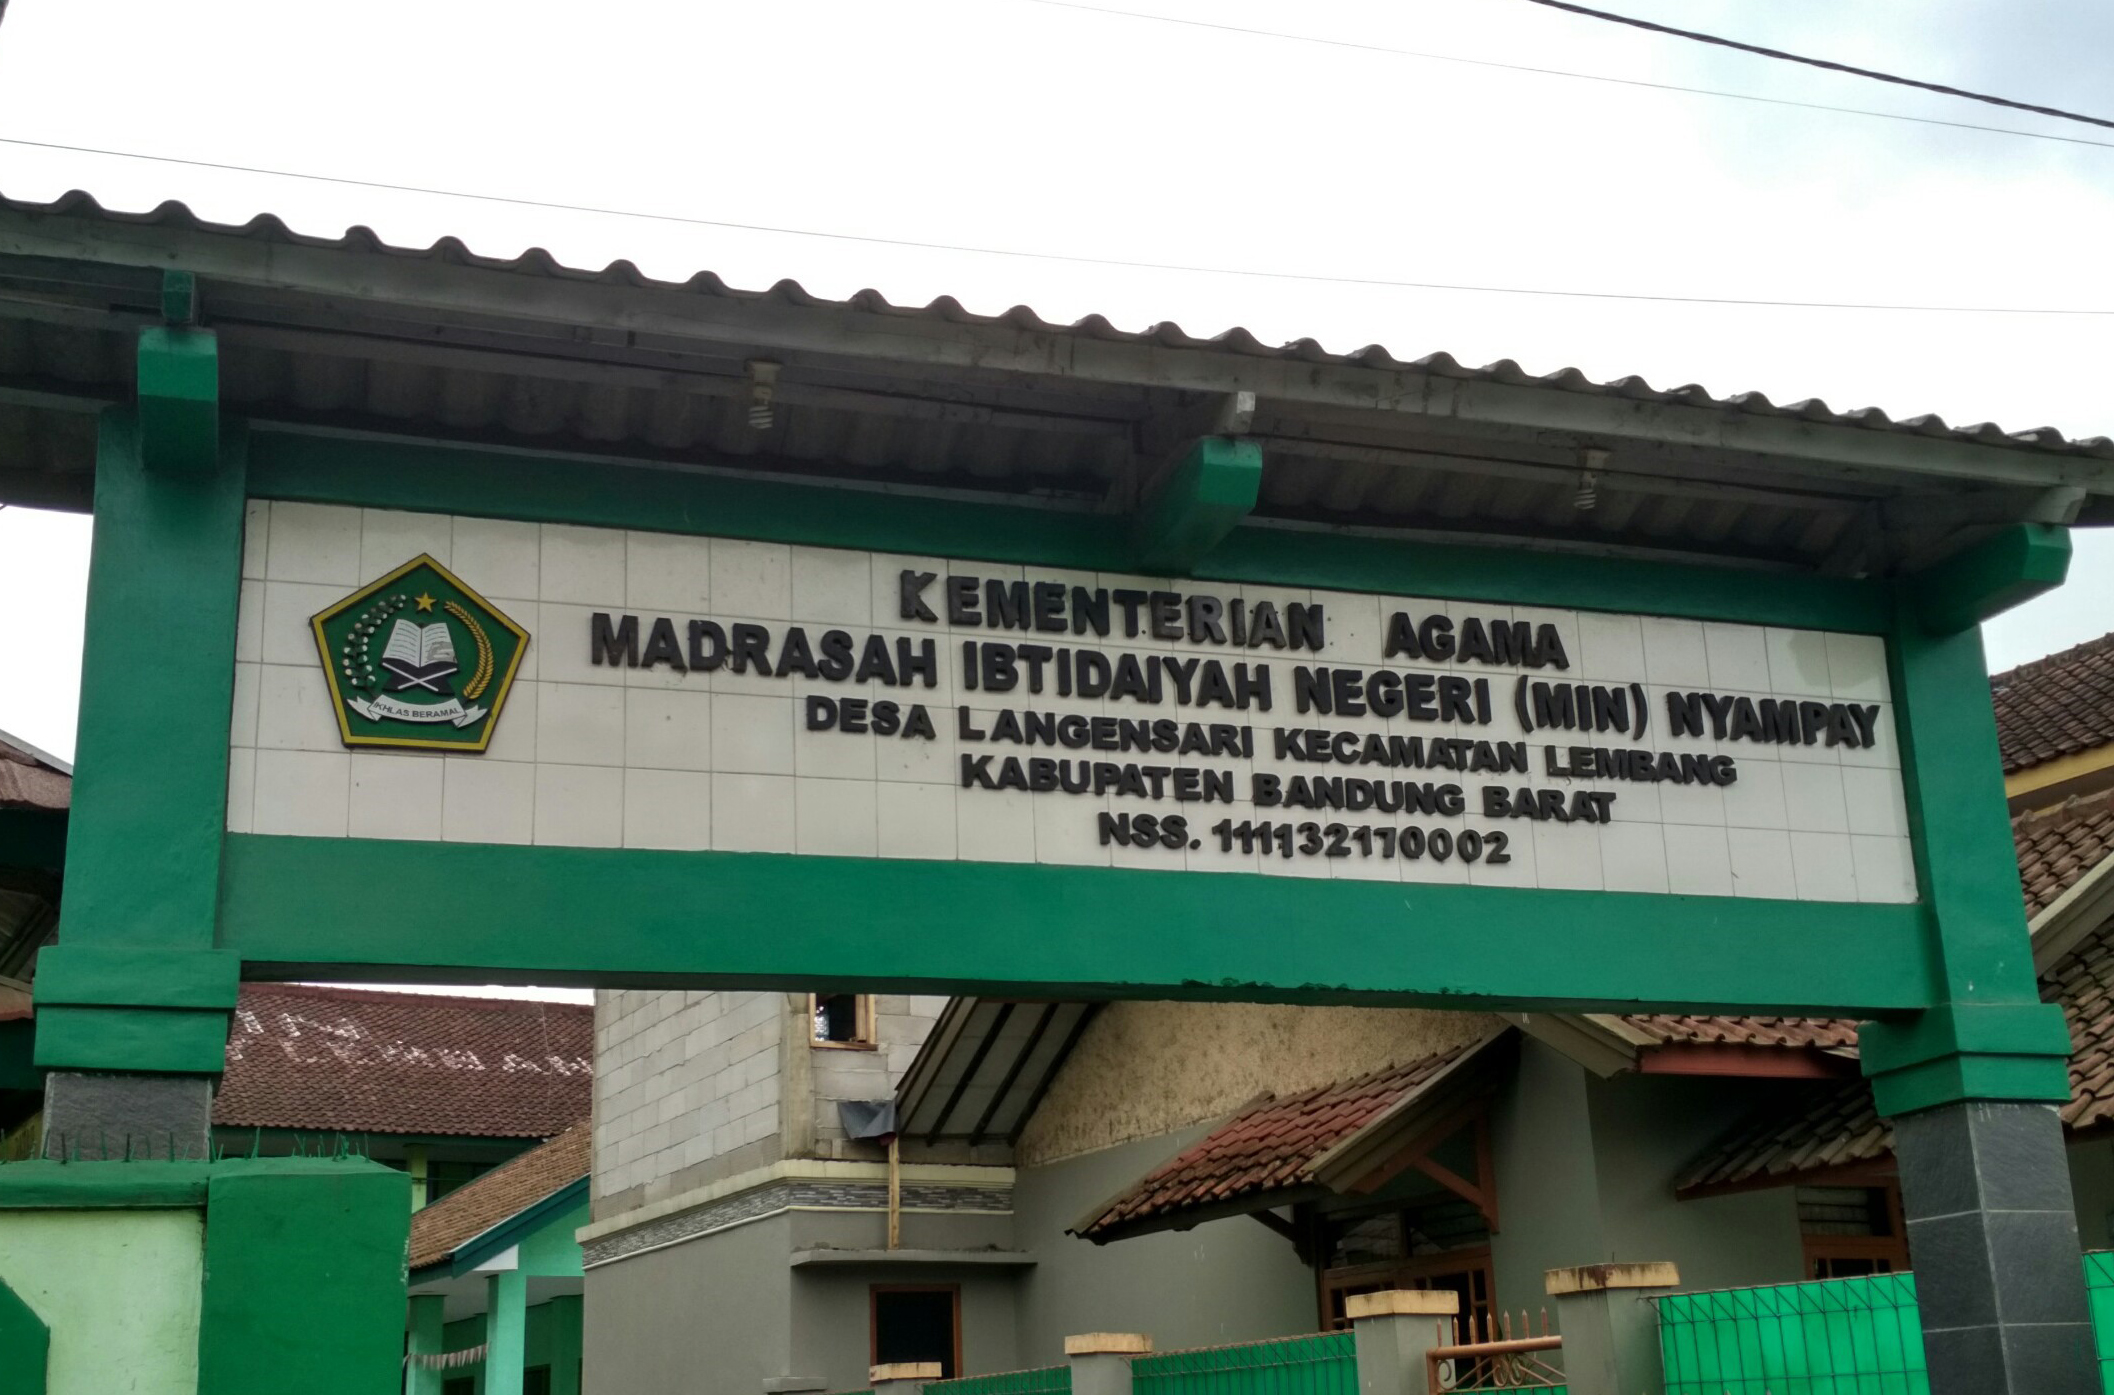 IKHLAS BERAMAL
KEMENTERIAN AGAMA
MADRASAH IBTIDAIYAH NEGERI (MIN) NYAMPAY
DESA LANGENSARI KECAMATAN LEMBANG
KABUPATEN BANDUNG BARAT
NSS. 111132170002